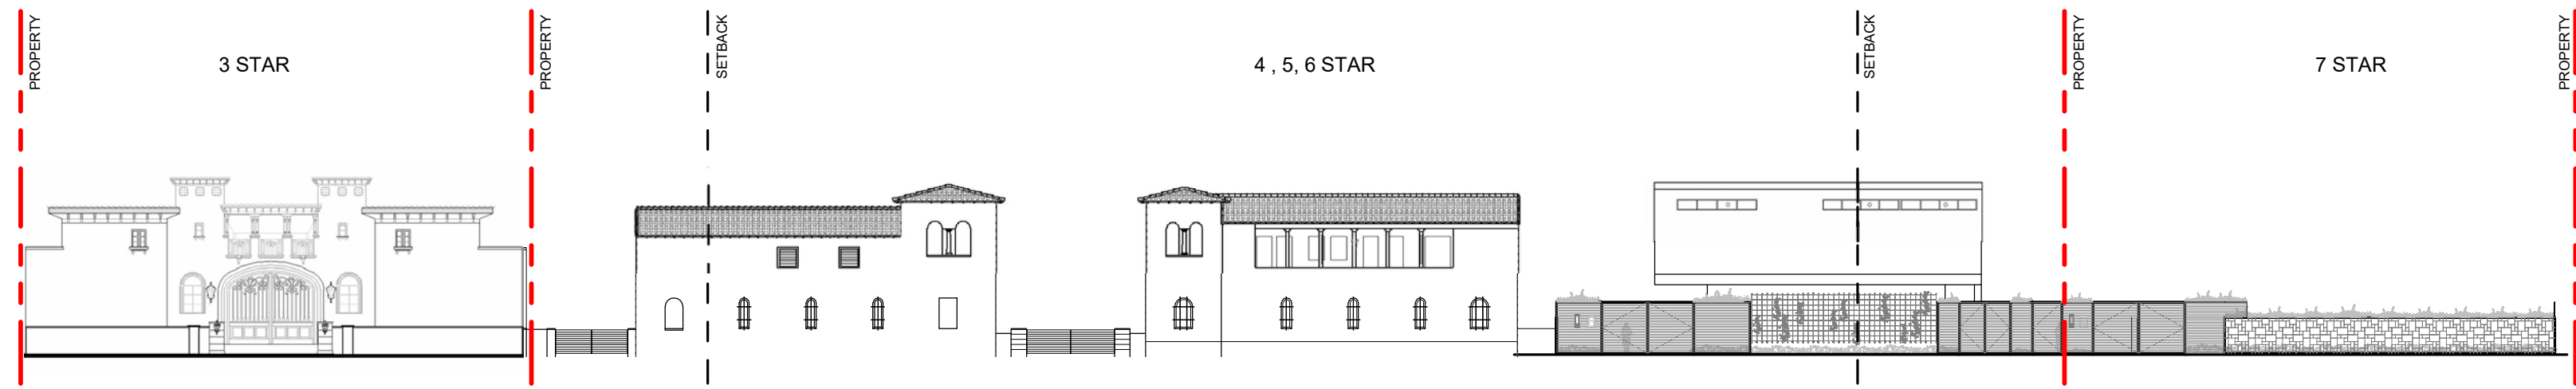 PROPERTY
3 STAR
PROPERTY
SETBACK
4 , 5, 6 STAR
SETBACK
PROPERTY
7 STAR
PROPERTY